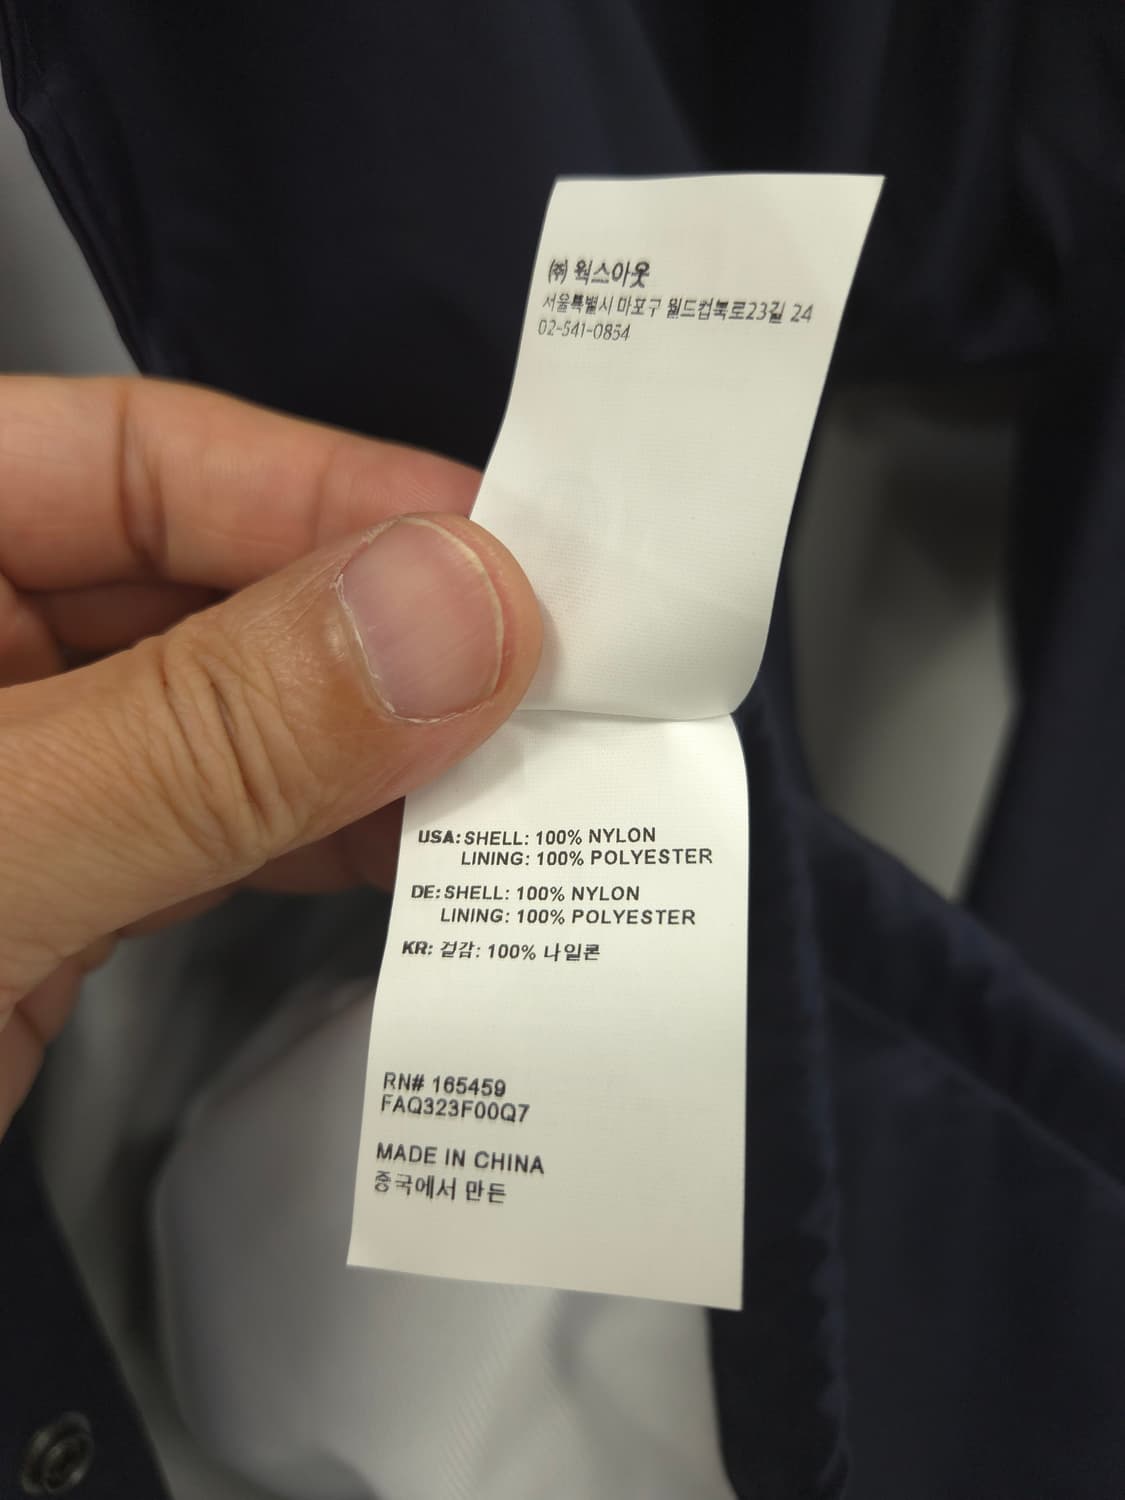 ㈜ 웍스아웃
서울특별시 마포구 월드컵북로23길 24
02-541-0854
USA: SHELL: 100% NYLON
LINING: 100% POLYESTER
DE: SHELL: 100% NYLON
LINING: 100% POLYESTER
KR: 겉감: 100% 나일론
RN# 165459
FAQ323F00Q7
MADE IN CHINA
중국에서 만든